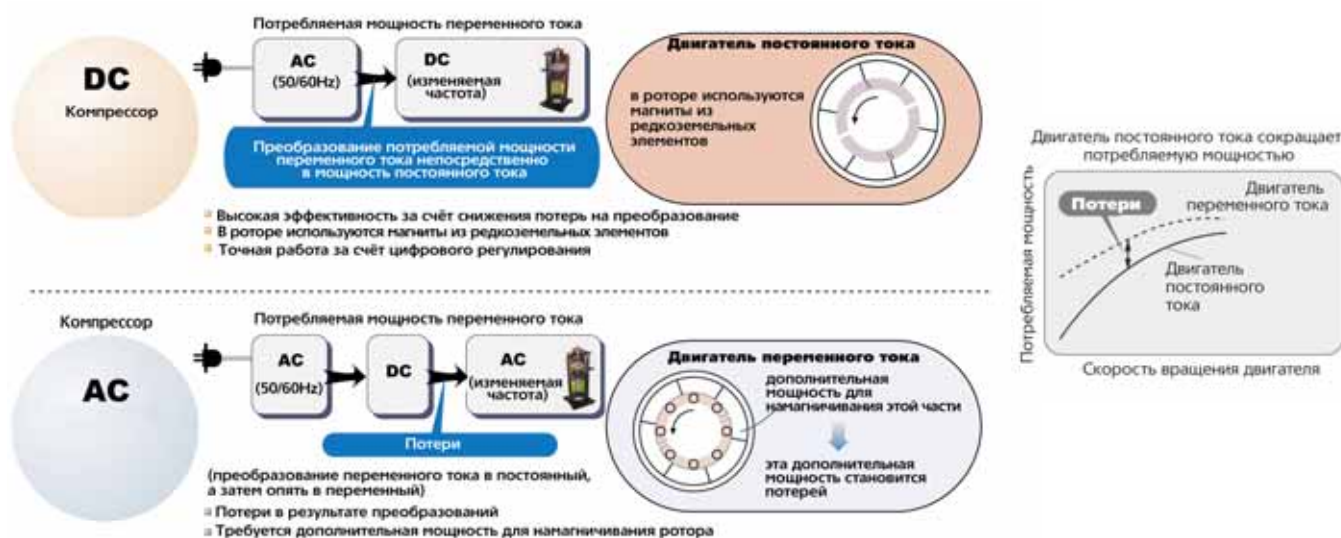 Потребляемая мощность переменного тока
DC
Компрессор
AC
(50/60Hz)
DC
(изменяемая
частота)
Преобразование потребляемой мощности
переменного тока непосредственно
в мощность постоянного тока
Двигатель постоянного тока
в роторе используются
магниты из
редкоземельных
элементов
Высокая эффективность за счёт снижения потерь на преобразование
В роторе используются магниты из редкоземельных элементов
Точная работа за счёт цифрового регулирования
Двигатель постоянного тока сокращает
потребляемую мощностью
Потребляемая мощность
Потери
Двигатель
переменного тока
Двигатель
постоянного
тока
Скорость вращения двигателя
Компрессор
AC
Потребляемая мощность переменного тока
AC
(50/60Hz)
DC
AC
(изменяемая
частота)
Потери
(преобразование переменного тока в постоянный,
а затем опять в переменный)
Потери в результате преобразований
Требуется дополнительная мощность для намагничивания ротора
Двигатель переменного тока
дополнительная
мощность для
намагничивания этой части
эта дополнительная
мощность становится
потерей